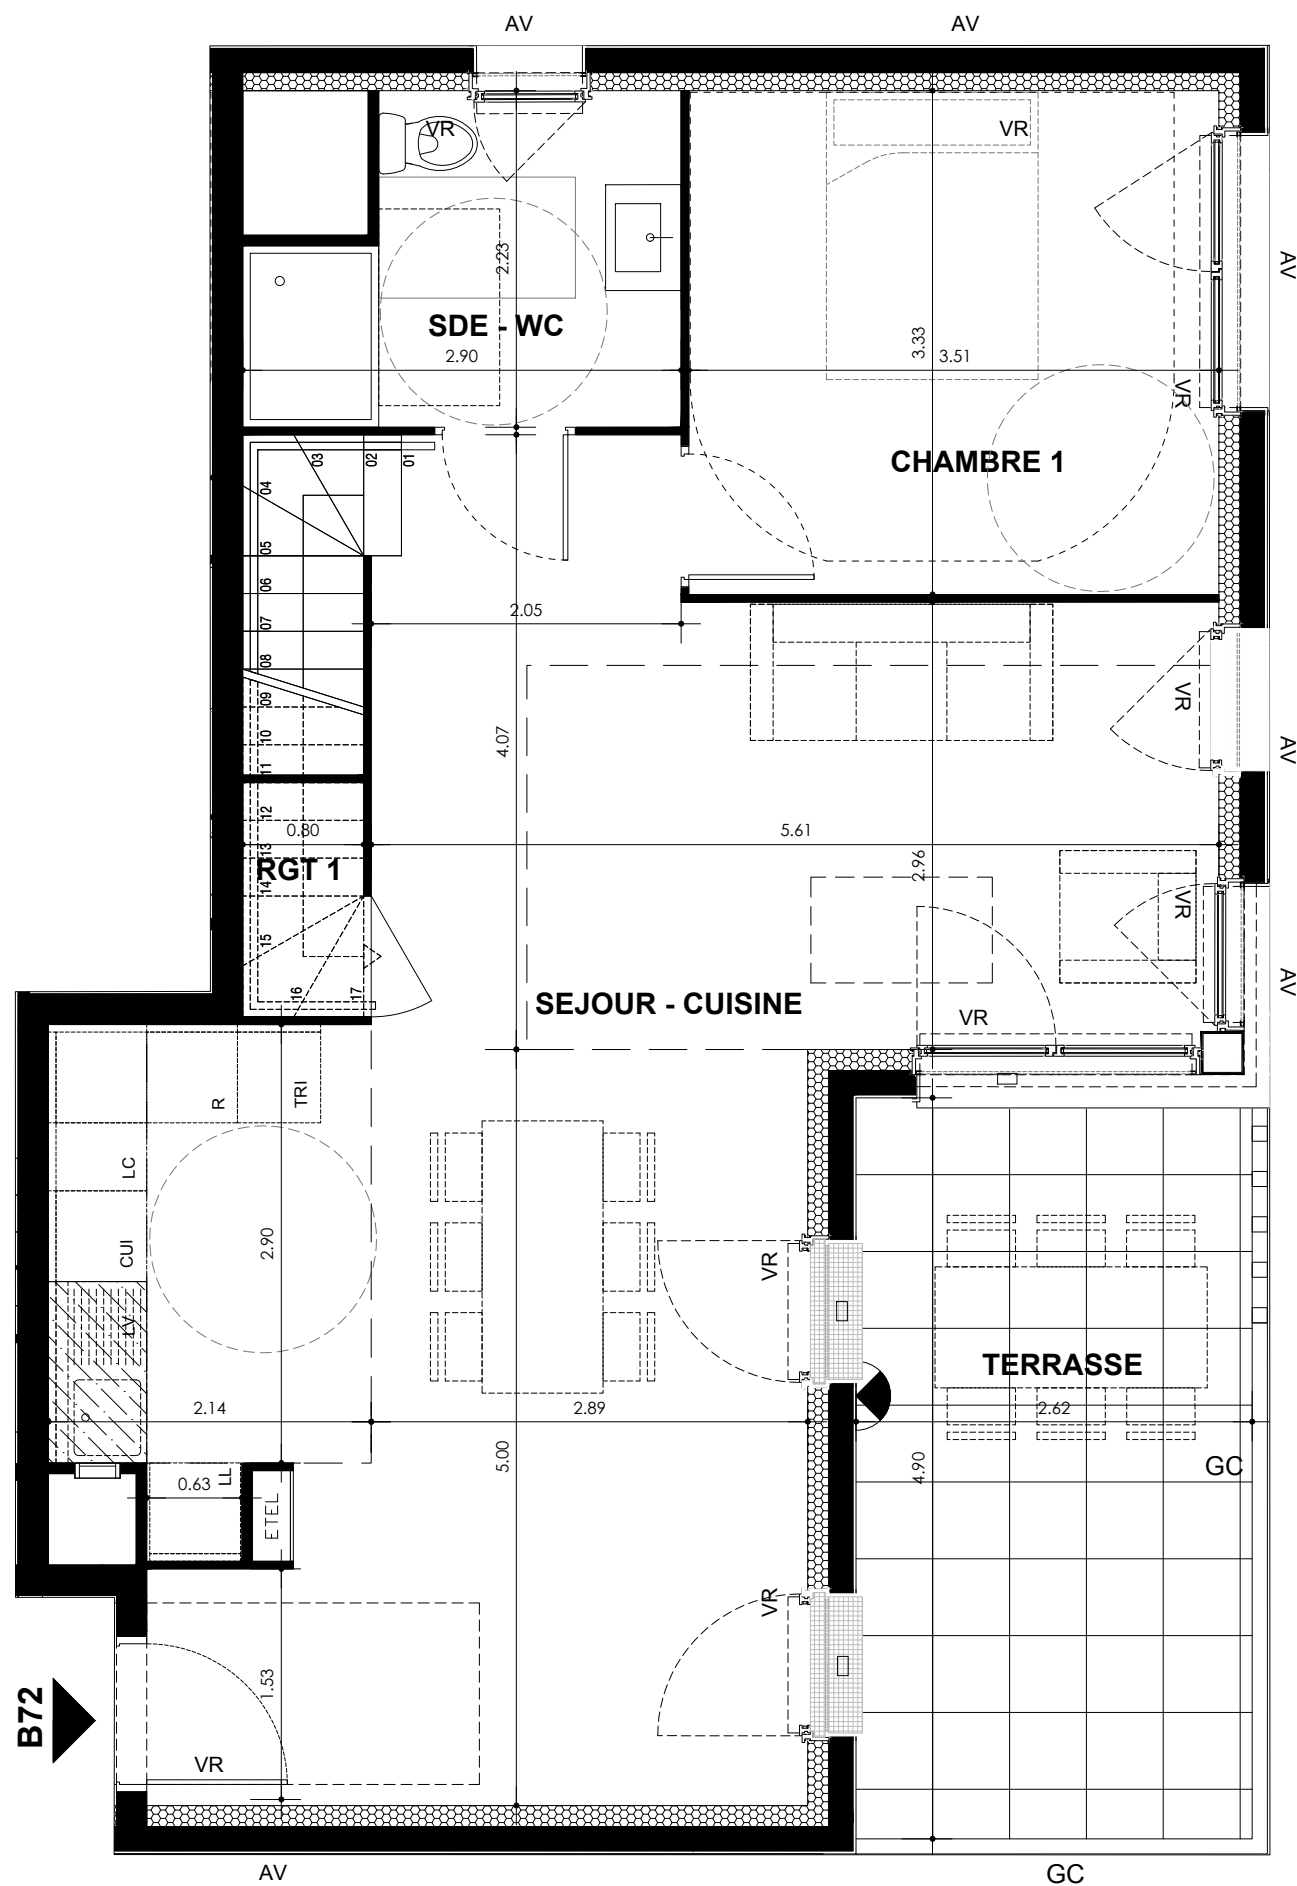 AV
AV
VR
VR
2.23
SDE - WC
2.90
3.33
3.51
AV
VR
CHAMBRE 1
03
02
01
04
05
06
07
08
09
10
11
2.05
VR
4.07
AV
12
0.80
13
RGT 1
14
15
16
17
5.61
2.96
VR
AV
SEJOUR - CUISINE
VR
R
TRI
LC
CUI
2.90
LV
VR
TERRASSE
2.14
2.89
2.62
5.00
4.90
GC
0.63
LL
ETEL
VR
1.53
B72
VR
AV
GC